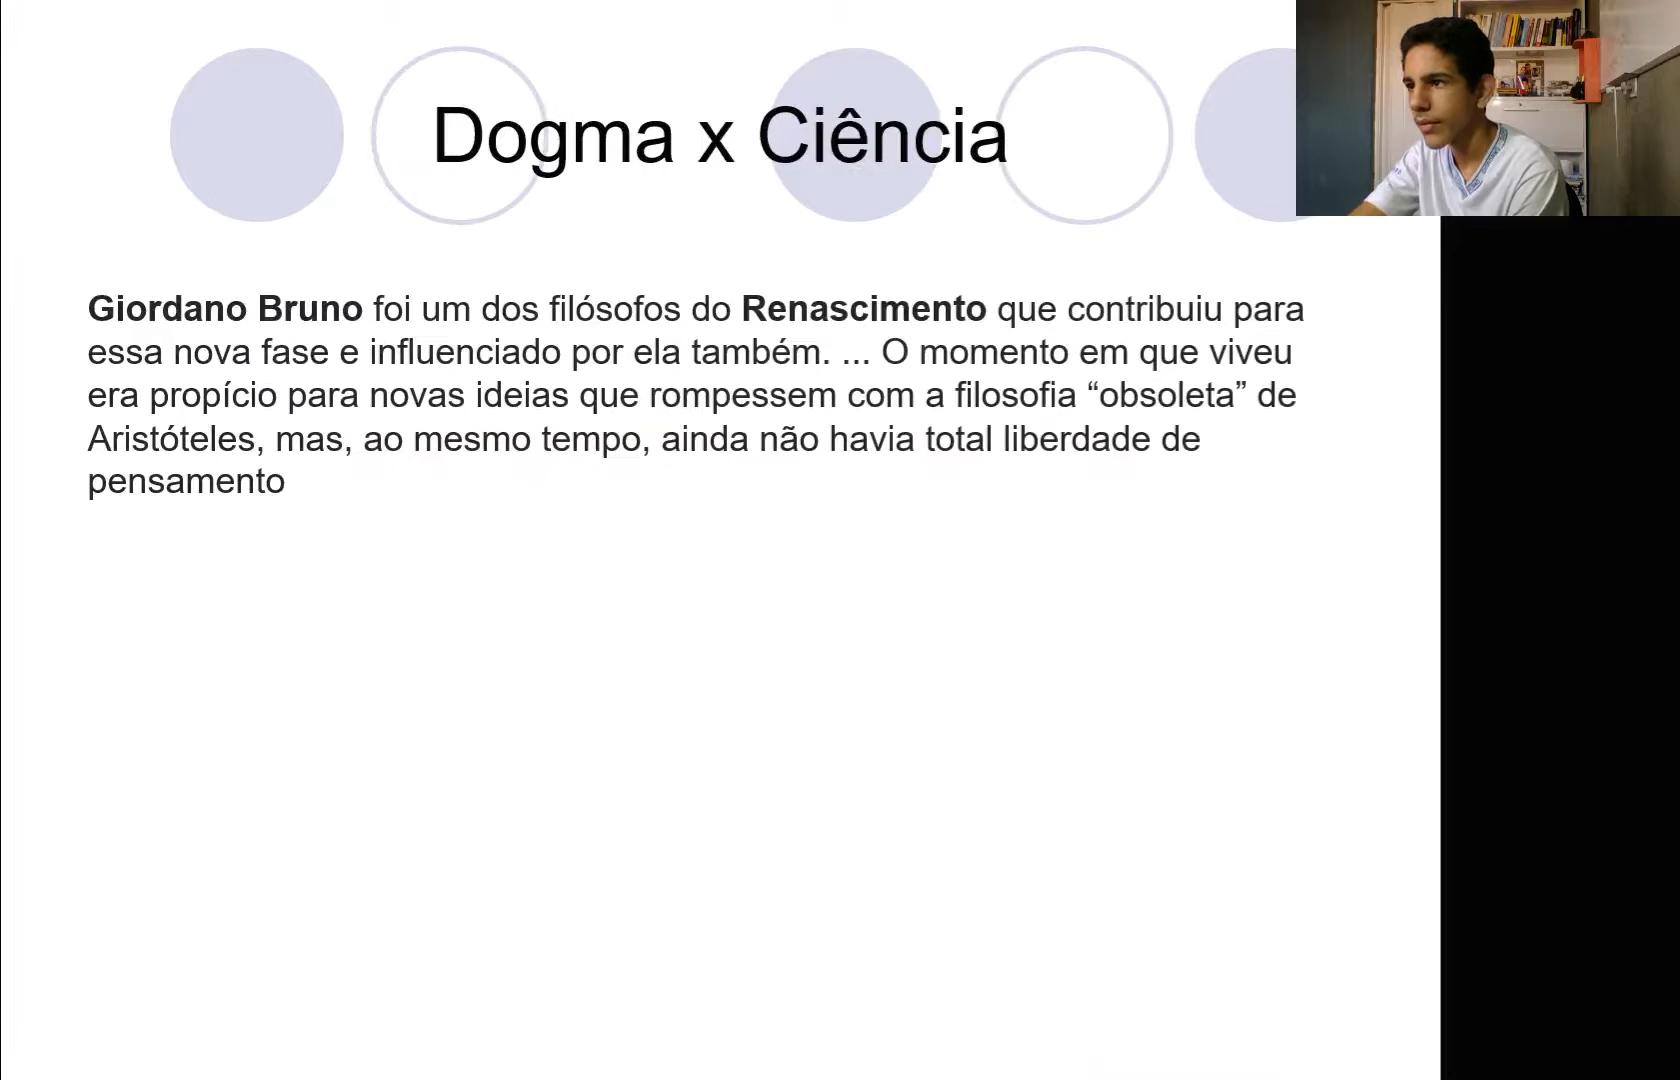 Dogma x Ciência
Giordano Bruno foi um dos filósofos do Renascimento que contribuiu para
essa nova fase e influenciado por ela também. ... O momento em que viveu
era propício para novas ideias que rompessem com a filosofia “obsoleta” de
Aristóteles, mas, ao mesmo tempo, ainda não havia total liberdade de
pensamento